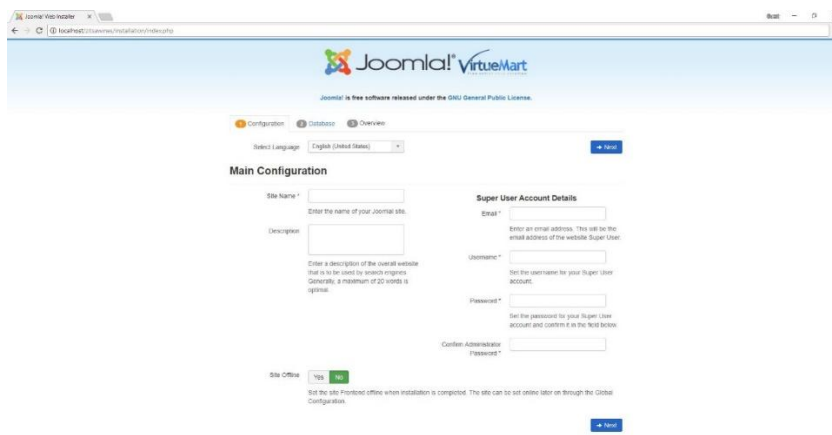 Joomla! Web Installer
localhost/cituswines/installation/index.php
Joomla!® VirtueMart
Joomla! is free software released under the GNU General Public License.
1 Configuration 2 Database 3 Overview
Select Language English (United States) Next
Main Configuration
Site Name *
Enter the name of your Joomla! site.
Description
Enter a description of the overall website
that is to be used by search engines.
Generally, a maximum of 20 words is
optimal.
Super User Account Details
Email *
Enter an email address. This will be the
email address of the website Super User.
Username *
Set the username for your Super User
account.
Password *
Set the password for your Super User
account and confirm it in the field below.
Confirm Administrator
Password *
Site Offline Yes No
Set the site Frontend offline when installation is completed. The site can be set online later on through the Global
Configuration.
Next